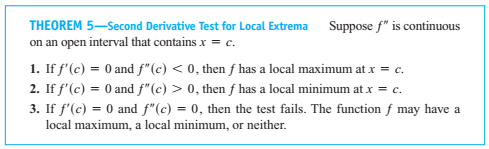 THEOREM 5—Second Derivative Test for Local Extrema Suppose f″ is continuous
on an open interval that contains x = c.
1. If f′(c) = 0 and f″(c) < 0, then f has a local maximum at x = c.
2. If f′(c) = 0 and f″(c) > 0, then f has a local minimum at x = c.
3. If f′(c) = 0 and f″(c) = 0, then the test fails. The function f may have a
local maximum, a local minimum, or neither.